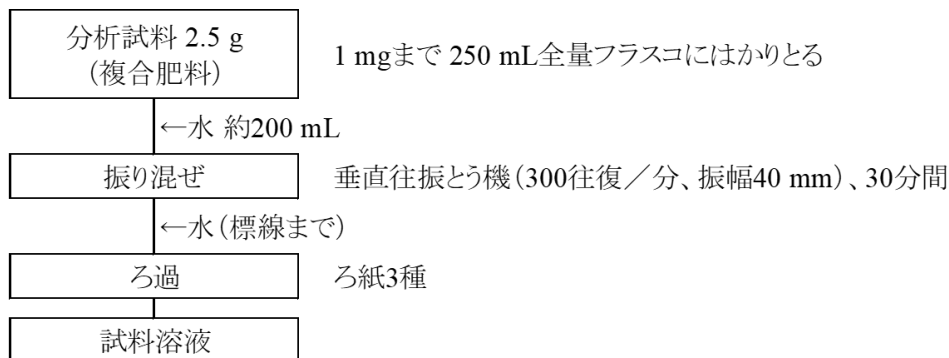 分析試料 2.5 g
（複合肥料）
1 mgまで 250 mL全量フラスコにはかりとる
←水 約200 mL
振り混ぜ
垂直往振とう機（300往復／分、振幅40 mm）、30分間
←水（標線まで）
ろ過
ろ紙3種
試料溶液